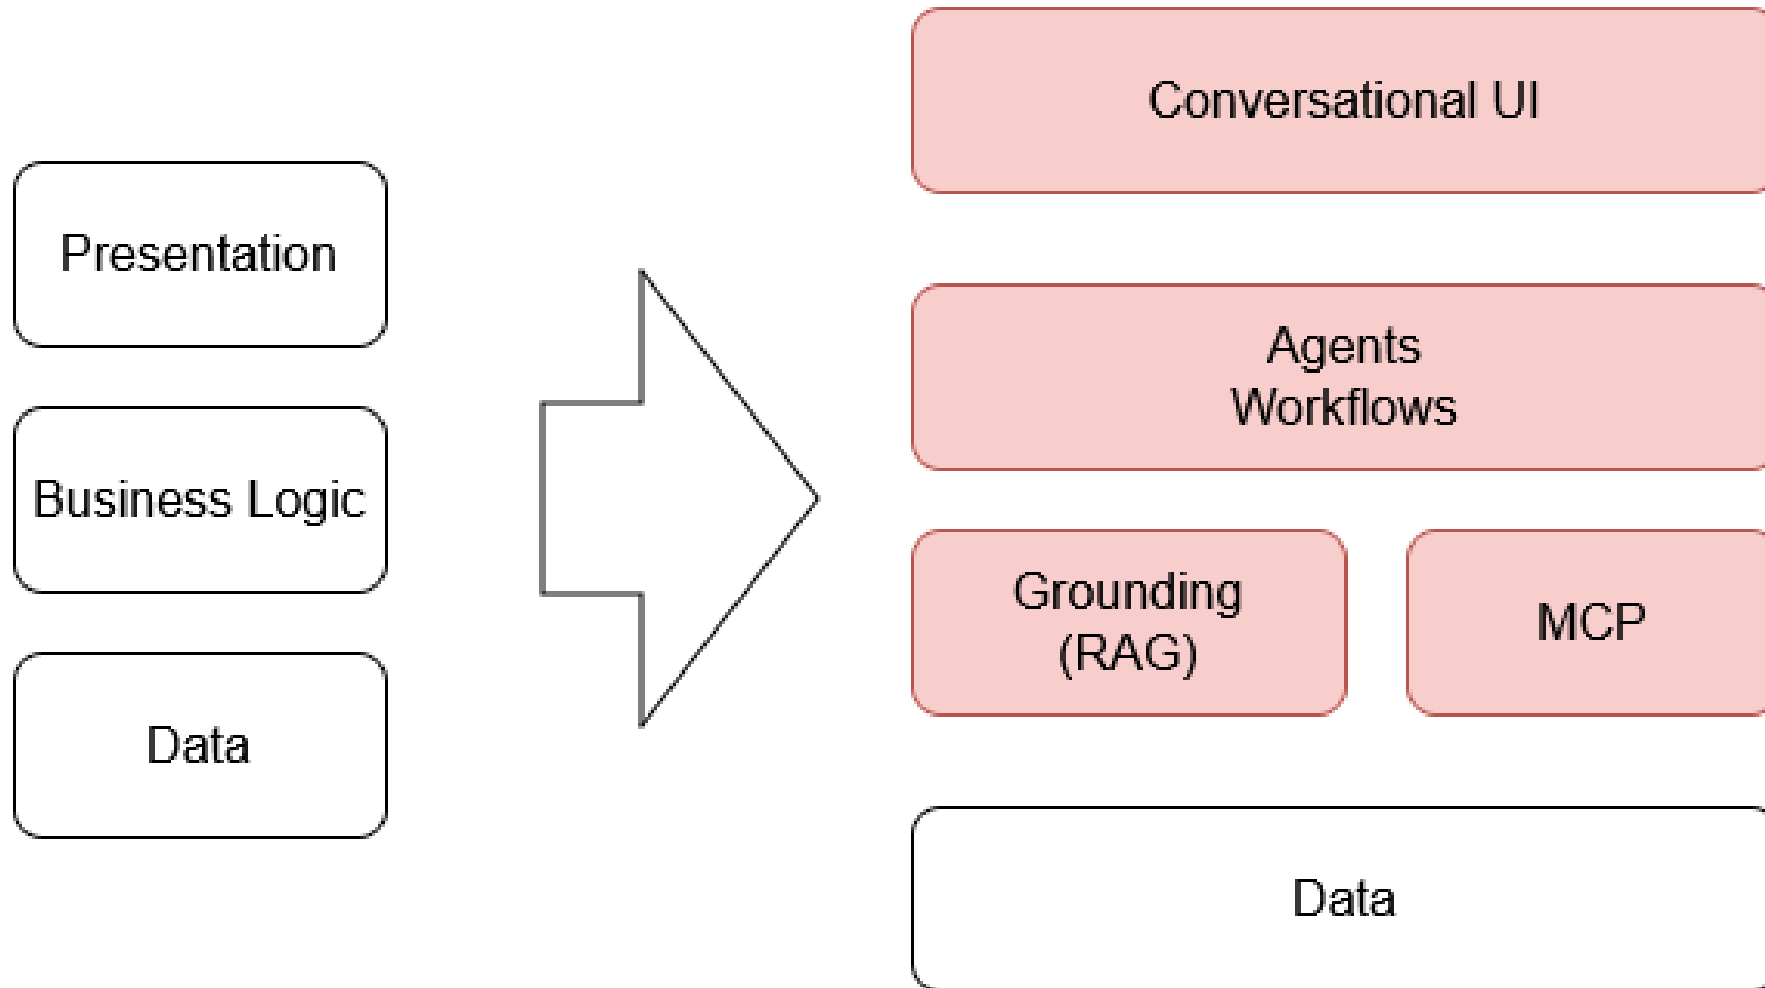 Presentation
Business Logic
Data
Conversational UI
Agents
Workflows
Grounding
(RAG)
MCP
Data